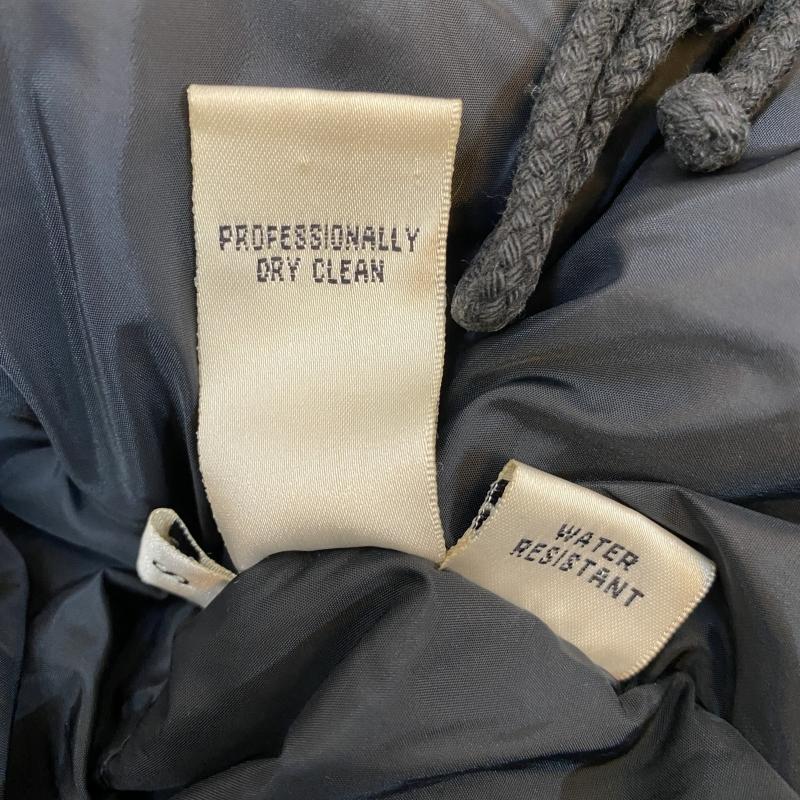 PROFESSIONALLY
DRY CLEAN
WATER
RESISTANT
S